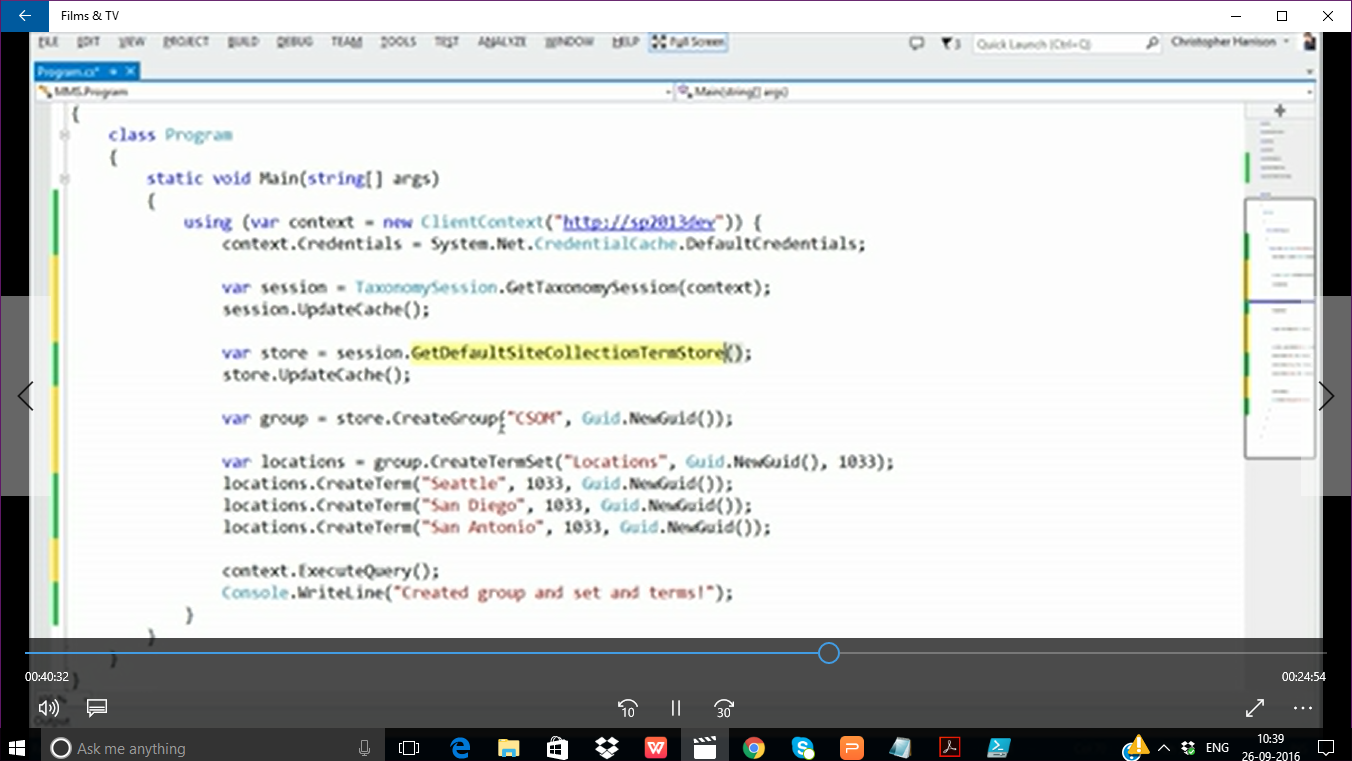 Films & TV
FILE EDIT VIEW PROJECT BUILD DEBUG TEAM TOOLS TEST ANALYZE WINDOW HELP Full Screen 3 Quick Launch (Ctrl+Q) Christopher Harrison
Program.cs*
MMS.Program Main(string[] args)
{
class Program
{
static void Main(string[] args)
{
using (var context = new ClientContext("http://sp2013dev")) {
context.Credentials = System.Net.CredentialCache.DefaultCredentials;
var session = TaxonomySession.GetTaxonomySession(context);
session.UpdateCache();
var store = session.GetDefaultSiteCollectionTermStore();
store.UpdateCache();
var group = store.CreateGroup("CSOM", Guid.NewGuid());
var locations = group.CreateTermSet("Locations", Guid.NewGuid(), 1033);
locations.CreateTerm("Seattle", 1033, Guid.NewGuid());
locations.CreateTerm("San Diego", 1033, Guid.NewGuid());
locations.CreateTerm("San Antonio", 1033, Guid.NewGuid());
context.ExecuteQuery();
Console.WriteLine("Created group and set and terms!");
}
}
}
}
00:40:32 00:24:54
Output
10 30
Ask me anything ENG 10:39
26-09-2016